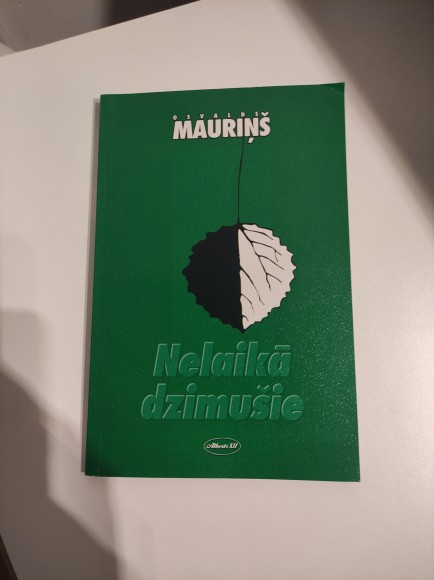 OSVALDS
MAURIŅŠ
Nelaikā
dzimušie
Alberts XII